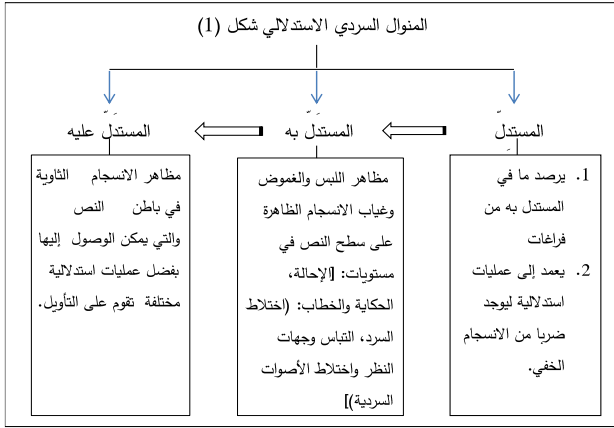 المنوال السردي الاستدلالي شكل (1)
المستدلّ
المستدلّ به
المستدلّ عليه
1. يرصد ما في
المستدل به من
فراغات
2. يعمد إلى عمليات
استدلالية ليوجد
ضربا من الانسجام
الخفي.
مظاهر اللبس والغموض
وغياب الانسجام الظاهرة
على سطح النص في
مستويات: [الإحالة،
الحكاية والخطاب: (اختلاط
السرد، التباس وجهات
النظر واختلاط الأصوات
السردية)]
مظاهر الانسجام الثاوية
في باطن النص
والتي يمكن الوصول إليها
بفضل عمليات استدلالية
مختلفة تقوم على التأويل.